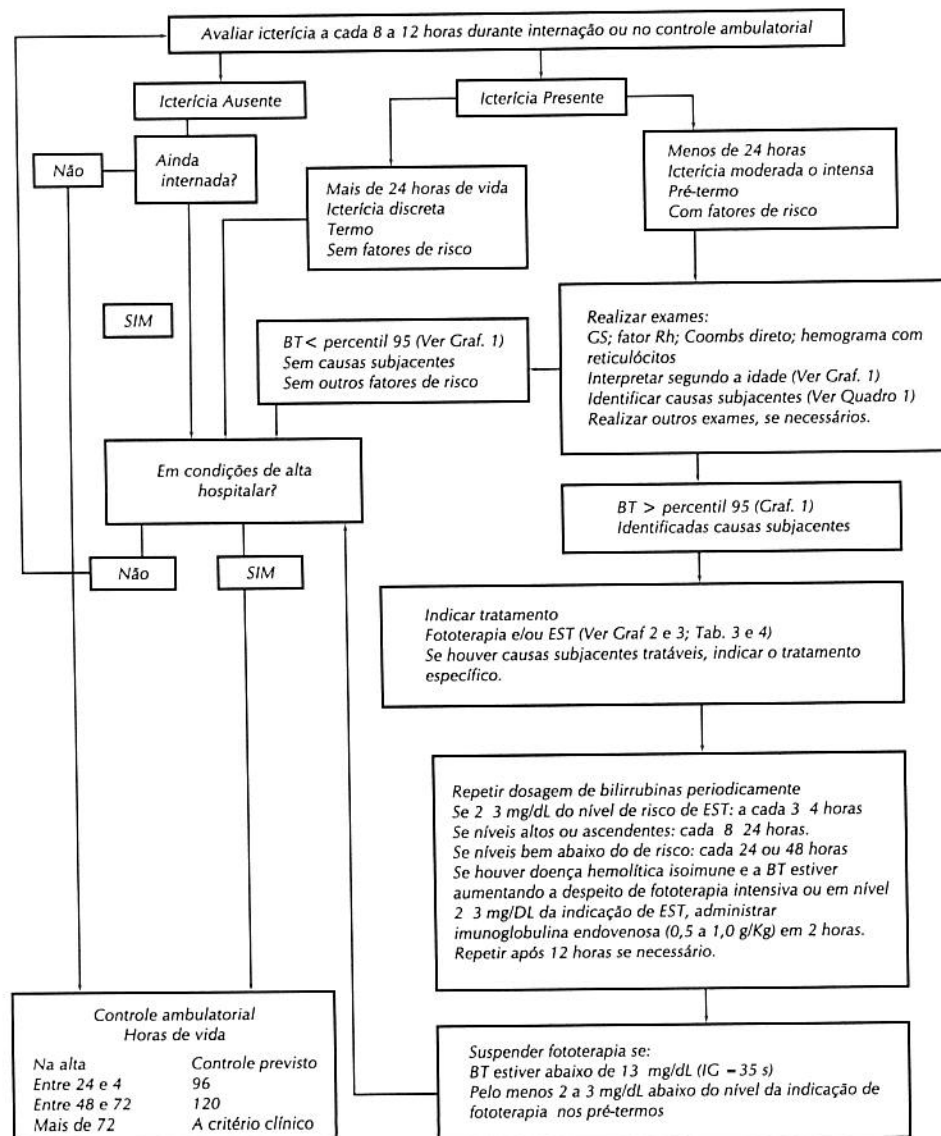 Avaliar icterícia a cada 8 a 12 horas durante internação ou no controle ambulatorial
Icterícia Ausente
Icterícia Presente
Não
Ainda
internada?
Mais de 24 horas de vida
Icterícia discreta
Termo
Sem fatores de risco
Menos de 24 horas
Icterícia moderada o intensa
Pré-termo
Com fatores de risco
SIM
BT < percentil 95 (Ver Graf. 1)
Sem causas subjacentes
Sem outros fatores de risco
Realizar exames:
GS; fator Rh; Coombs direto; hemograma com
reticulócitos
Interpretar segundo a idade (Ver Graf. 1)
Identificar causas subjacentes (Ver Quadro 1)
Realizar outros exames, se necessários.
Em condições de alta
hospitalar?
Não
SIM
BT > percentil 95 (Graf. 1)
Identificadas causas subjacentes
Indicar tratamento
Fototerapia e/ou EST (Ver Graf 2 e 3; Tab. 3 e 4)
Se houver causas subjacentes tratáveis, indicar o tratamento
específico.
Repetir dosagem de bilirrubinas periodicamente
Se 2 3 mg/dL do nível de risco de EST: a cada 3 4 horas
Se níveis altos ou ascendentes: cada 8 24 horas.
Se níveis bem abaixo do de risco: cada 24 ou 48 horas
Se houver doença hemolítica isoimune e a BT estiver
aumentando a despeito de fototerapia intensiva ou em nível
2 3 mg/DL da indicação de EST, administrar
imunoglobulina endovenosa (0,5 a 1,0 g/Kg) em 2 horas.
Repetir após 12 horas se necessário.
Controle ambulatorial
Horas de vida
Na alta Controle previsto
Entre 24 e 4 96
Entre 48 e 72 120
Mais de 72 A critério clínico
Suspender fototerapia se:
BT estiver abaixo de 13 mg/dL (IG – 35 s)
Pelo menos 2 a 3 mg/dL abaixo do nível da indicação de
fototerapia nos pré-termos